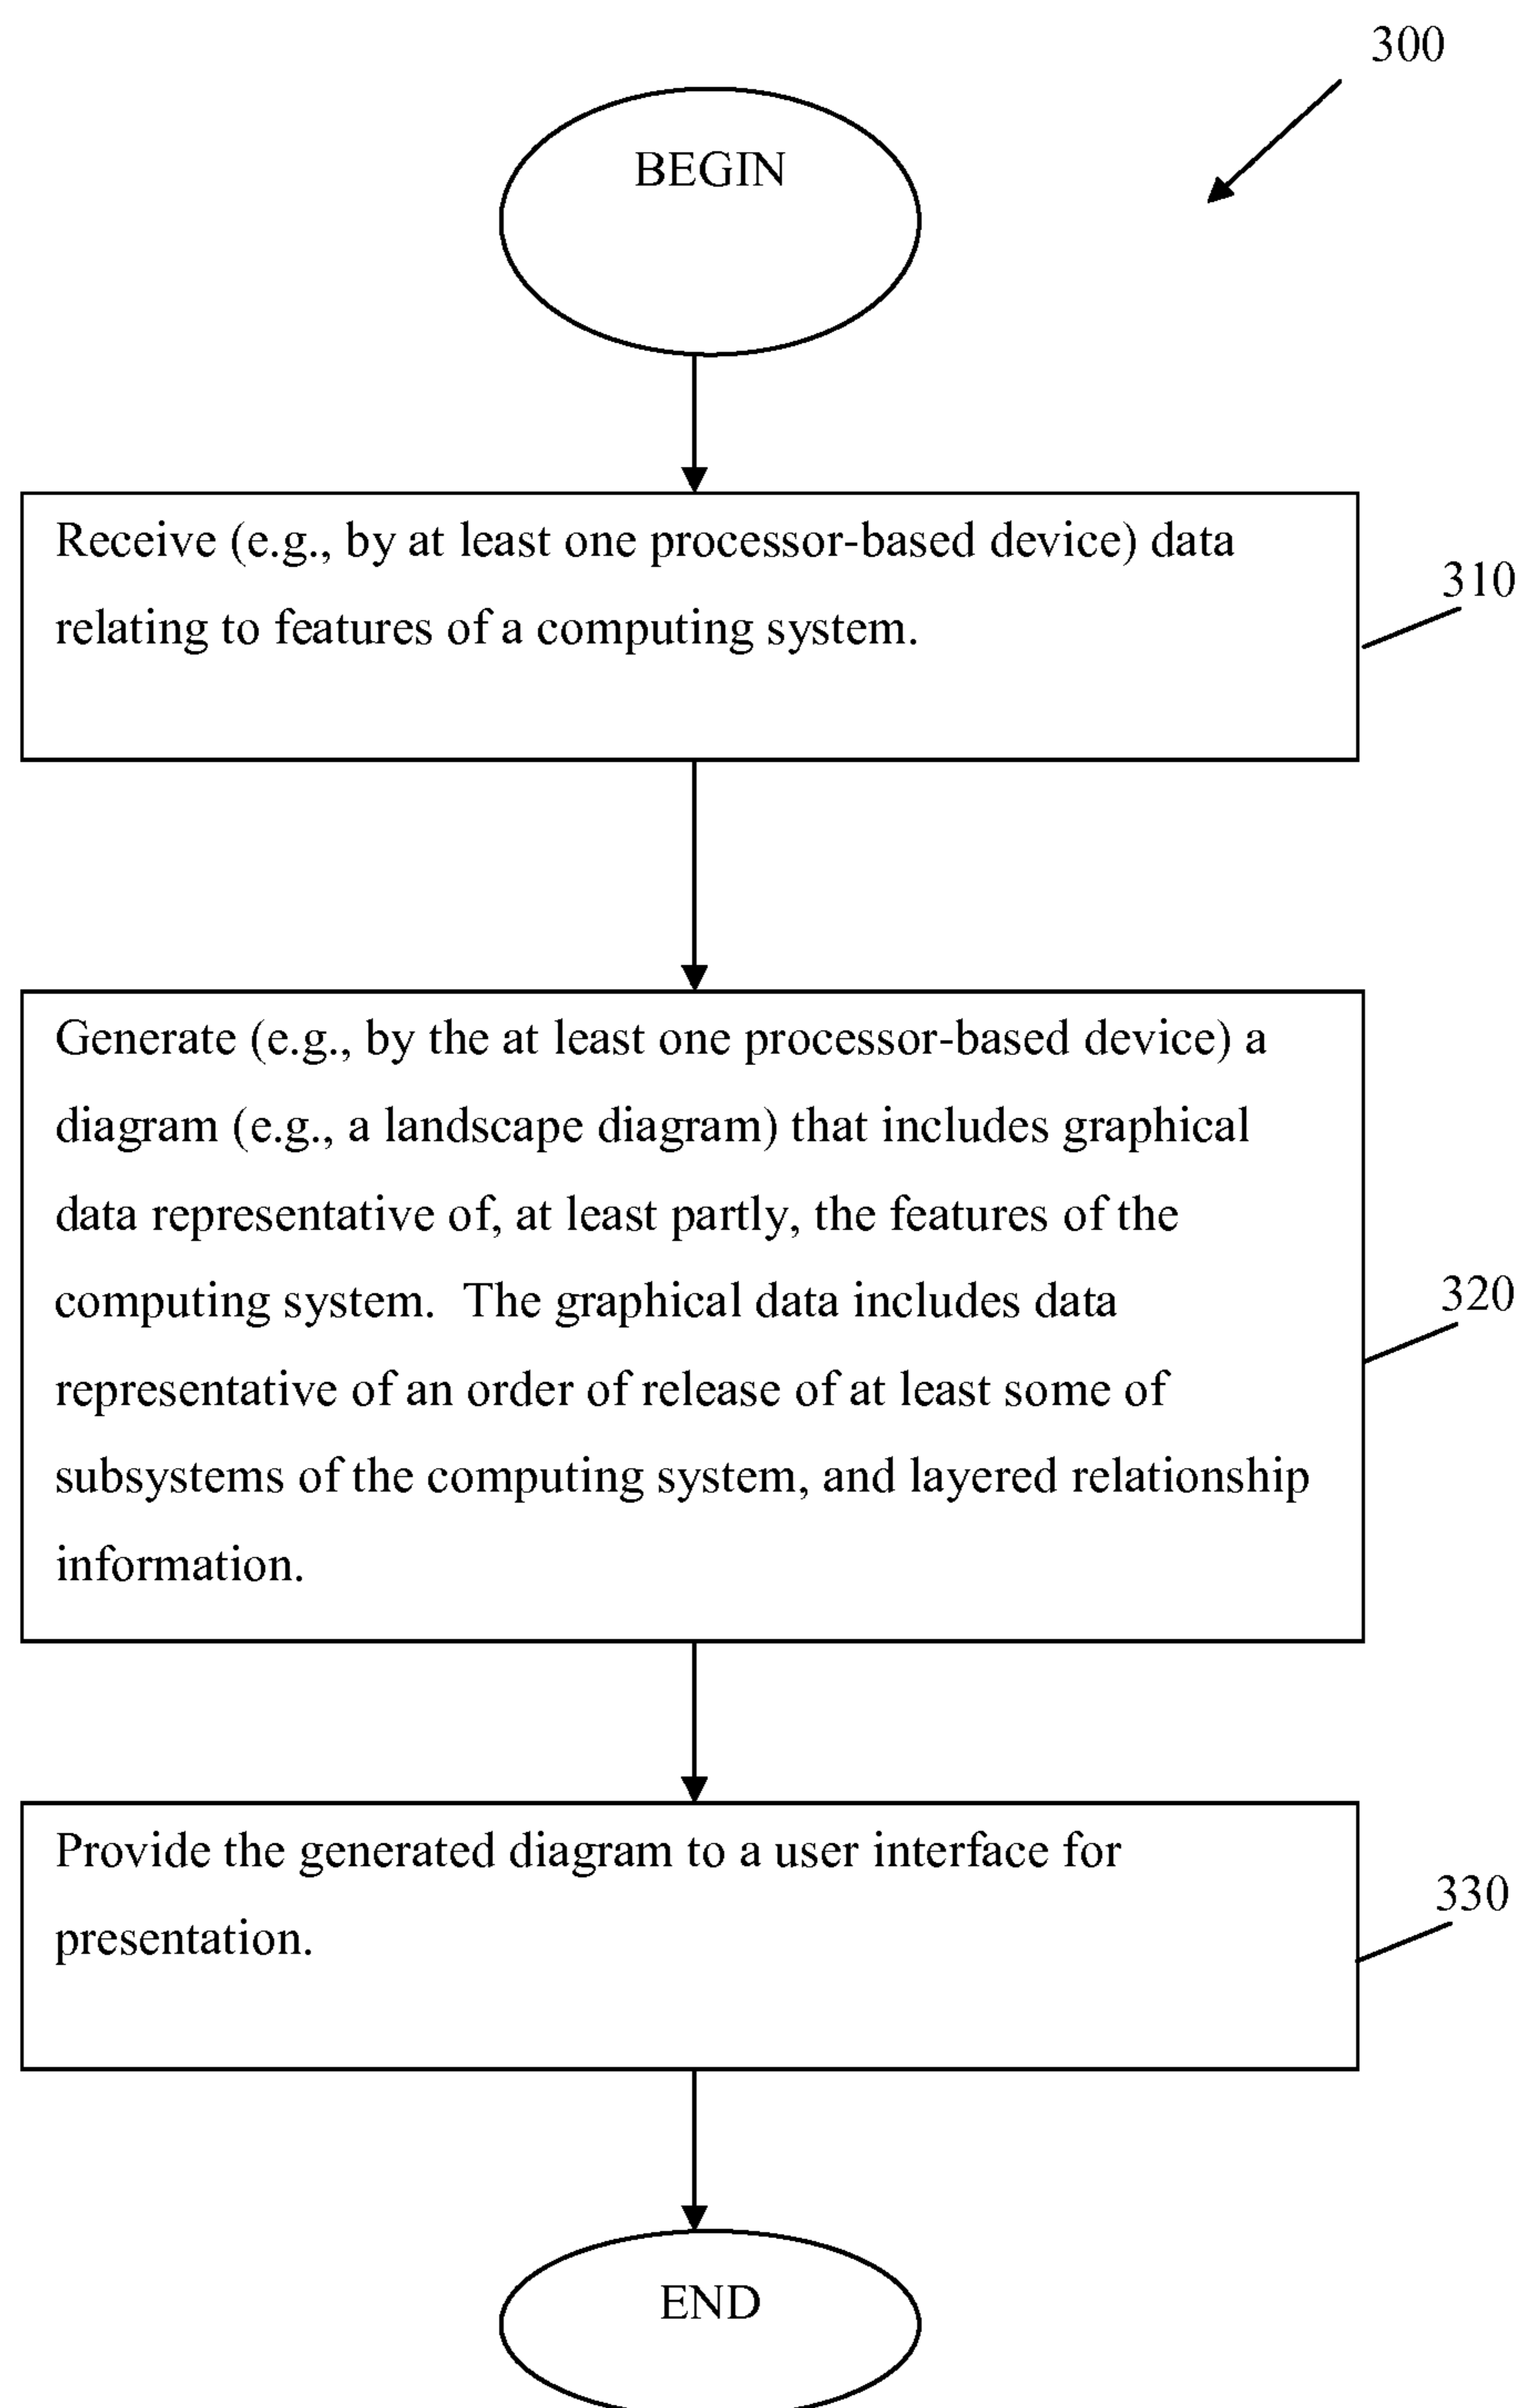 300
BEGIN
Receive (e.g., by at least one processor-based device) data
relating to features of a computing system.
310
Generate (e.g., by the at least one processor-based device) a
diagram (e.g., a landscape diagram) that includes graphical
data representative of, at least partly, the features of the
computing system.  The graphical data includes data
representative of an order of release of at least some of
subsystems of the computing system, and layered relationship
information.
320
Provide the generated diagram to a user interface for
presentation.
330
END